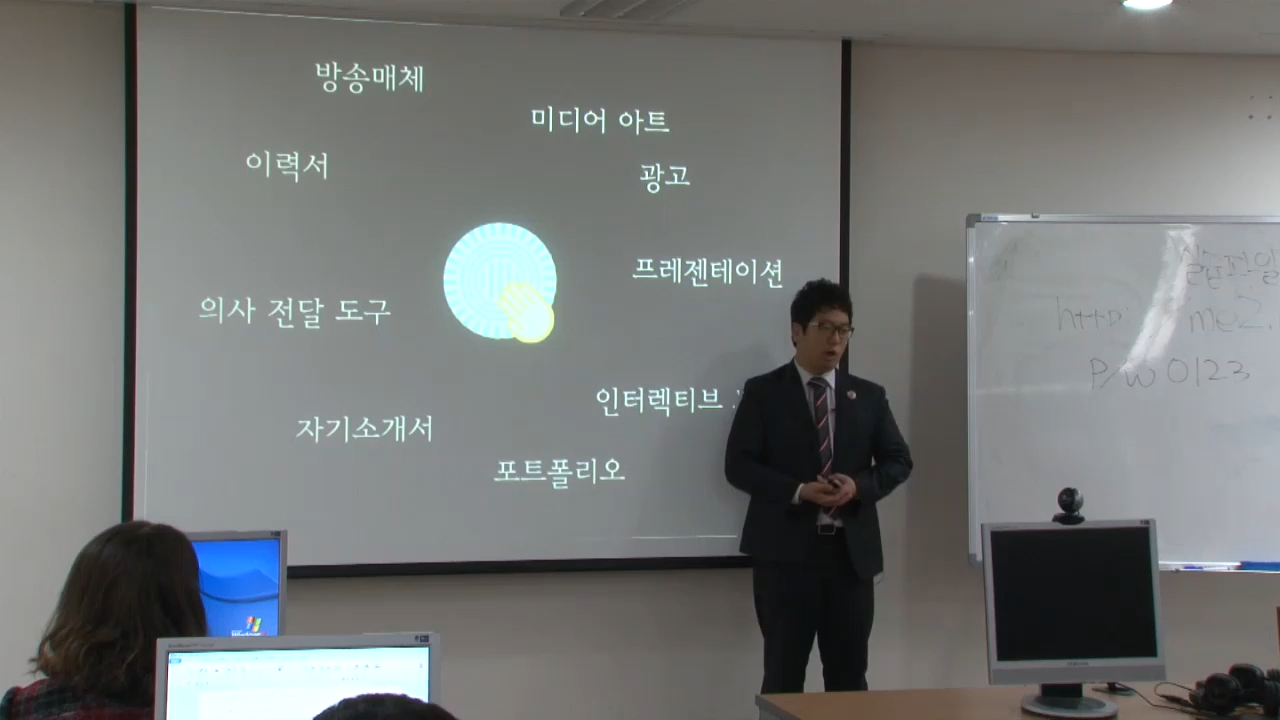 방송매체
미디어 아트
이력서
광고
프레젠테이션
의사 전달 도구
인터렉티브
자기소개서
포트폴리오
http:
me2.
P/W 0123